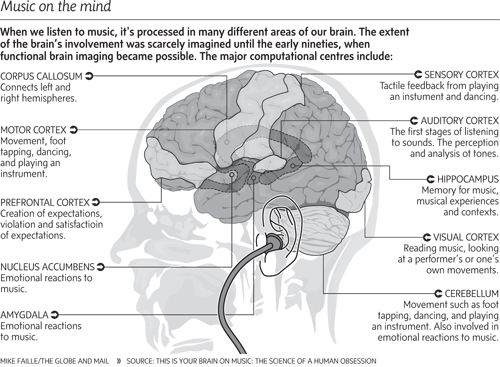 Music on the mind
When we listen to music, it's processed in many different areas of our brain. The extent
of the brain's involvement was scarcely imagined until the early nineties, when
functional brain imaging became possible. The major computational centres include:
CORPUS CALLOSUM
Connects left and
right hemispheres.
MOTOR CORTEX
Movement, foot
tapping, dancing,
and playing an
instrument.
PREFRONTAL CORTEX
Creation of expectations,
violation and satisfactioin
of expectations.
NUCLEUS ACCUMBENS
Emotional reactions to
music.
AMYGDALA
Emotional reactions
to music.
SENSORY CORTEX
Tactile feedback from playing
an instument and dancing.
AUDITORY CORTEX
The first stages of listening
to sounds. The perception
and analysis ot tones.
HIPPOCAMPUS
Memory for music,
musical experiences
and contexts.
VISUAL CORTEX
Reading music, looking
at a performer's or one's
own movements.
CEREBELLUM
Movement such as foot
tapping, dancing, and playing
an instrument. Also involved in
emotional reactions to music.
MIKE FAILLE/THE GLOBE AND MAIL » SOURCE: THIS IS YOUR BRAIN ON MUSIC: THE SCIENCE OF A HUMAN OBSESSION